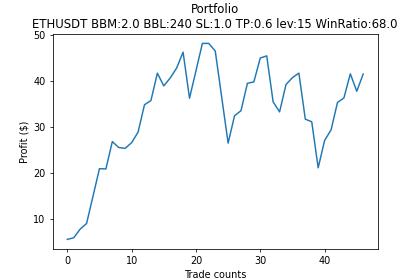 Portfolio
ETHUSDT BBM:2.0 BBL:240 SL:1.0 TP:0.6 lev:15 WinRatio:68.0
50
40
30
20
10
Profit ($)
0 10 20 30 40
Trade counts